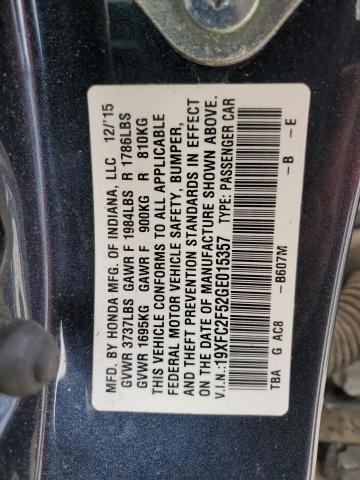 MFD. BY HONDA MFG. OF INDIANA, LLC 12/'15
GVWR 3737LBS GAWR F 1984LBS R 1786LBS
GVWR 1695KG GAWR F 900KG R 810KG
THIS VEHICLE CONFORMS TO ALL APPLICABLE
FEDERAL MOTOR VEHICLE SAFETY, BUMPER,
AND THEFT PREVENTION STANDARDS IN EFFECT
ON THE DATE OF MANUFACTURE SHOWN ABOVE.
V.I.N.:19XFC2F52GE015357 TYPE: PASSENGER CAR
-B607M -B -E
TBA G AC8